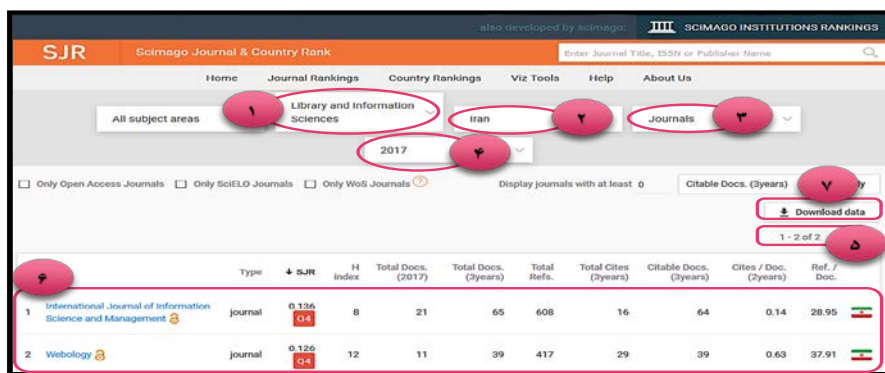 also developed by scimago:
SCIMAGO INSTITUTIONS RANKINGS
SJR
Scimago Journal & Country Rank
Enter Journal Title, ISSN or Publisher Name
Home Journal Rankings Country Rankings Viz Tools Help About Us
All subject areas
۱
Library and Information
Sciences
Iran
۲
Journals
۳
2017
۴
Only Open Access Journals Only SciELO Journals Only WoS Journals ?
Display journals with at least 0
Citable Docs. (3years)
۷
Download data
1 - 2 of 2
۵
۶
Type ↓ SJR H index Total Docs. (2017) Total Docs. (3years) Total Refs. Total Cites (3years) Citable Docs. (3years) Cites / Doc. (2years) Ref. / Doc.
1 International Journal of Information Science and Management journal 0.136 Q4 8 21 65 608 16 64 0.14 28.95
2 Webology journal 0.126 Q4 12 11 39 417 29 39 0.63 37.91